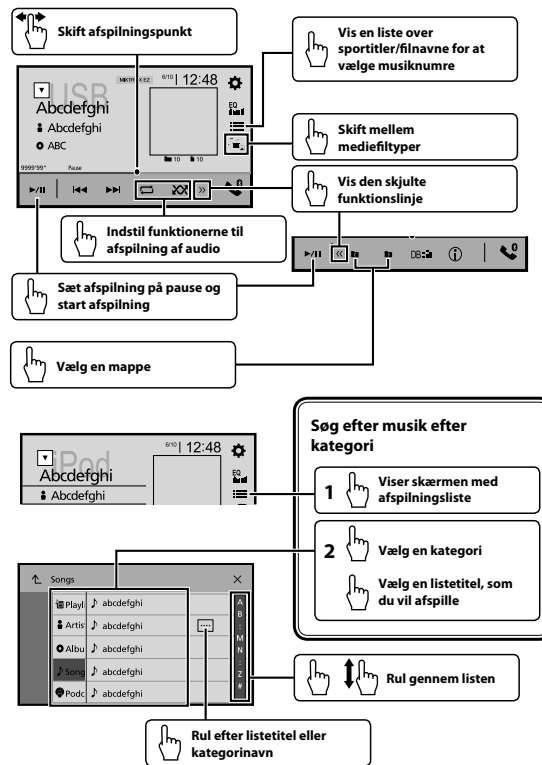 Skift afspilningspunkt
Vis en liste over
sportitler/filnavne for at
vælge musiknumre
USB
MIXTRAX EZ
6/10
12:48
Abcdefghi
Abcdefghi
ABC
EQ
10
10
9999'99"
Pause
Skift mellem
mediefiltyper
Vis den skjulte
funktionslinje
Indstil funktionerne til
afspilning af audio
DB:
Sæt afspilning på pause og
start afspilning
Vælg en mappe
iPod
6/10
12:48
Abcdefghi
Abcdefghi
EQ
Søg efter musik efter
kategori
1 Viser skærmen med
afspilningsliste
2 Vælg en kategori
Vælg en listetitel, som
du vil afspille
Songs
Playli abcdefghi
Artis abcdefghi
Albu abcdefghi
Song abcdefghi
Podc abcdefghi
A
B
:
M
N
:
Z
#
Rul gennem listen
Rul efter listetitel eller
kategorinavn